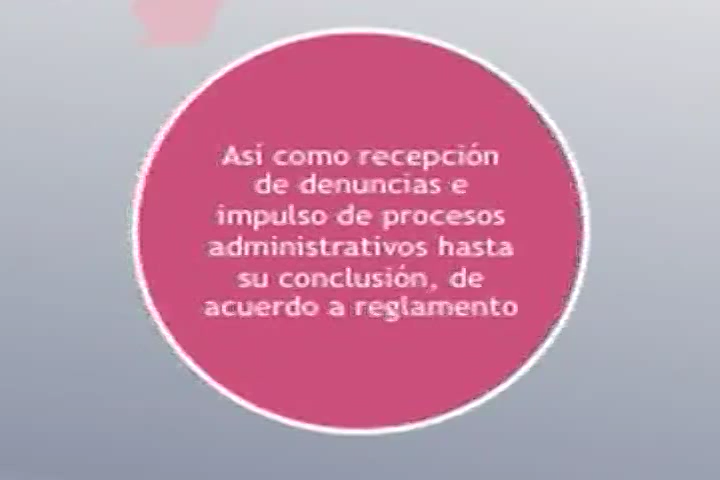 Así como recepción
de denuncias e
impulso de procesos
administrativos hasta
su conclusión, de
acuerdo a reglamento